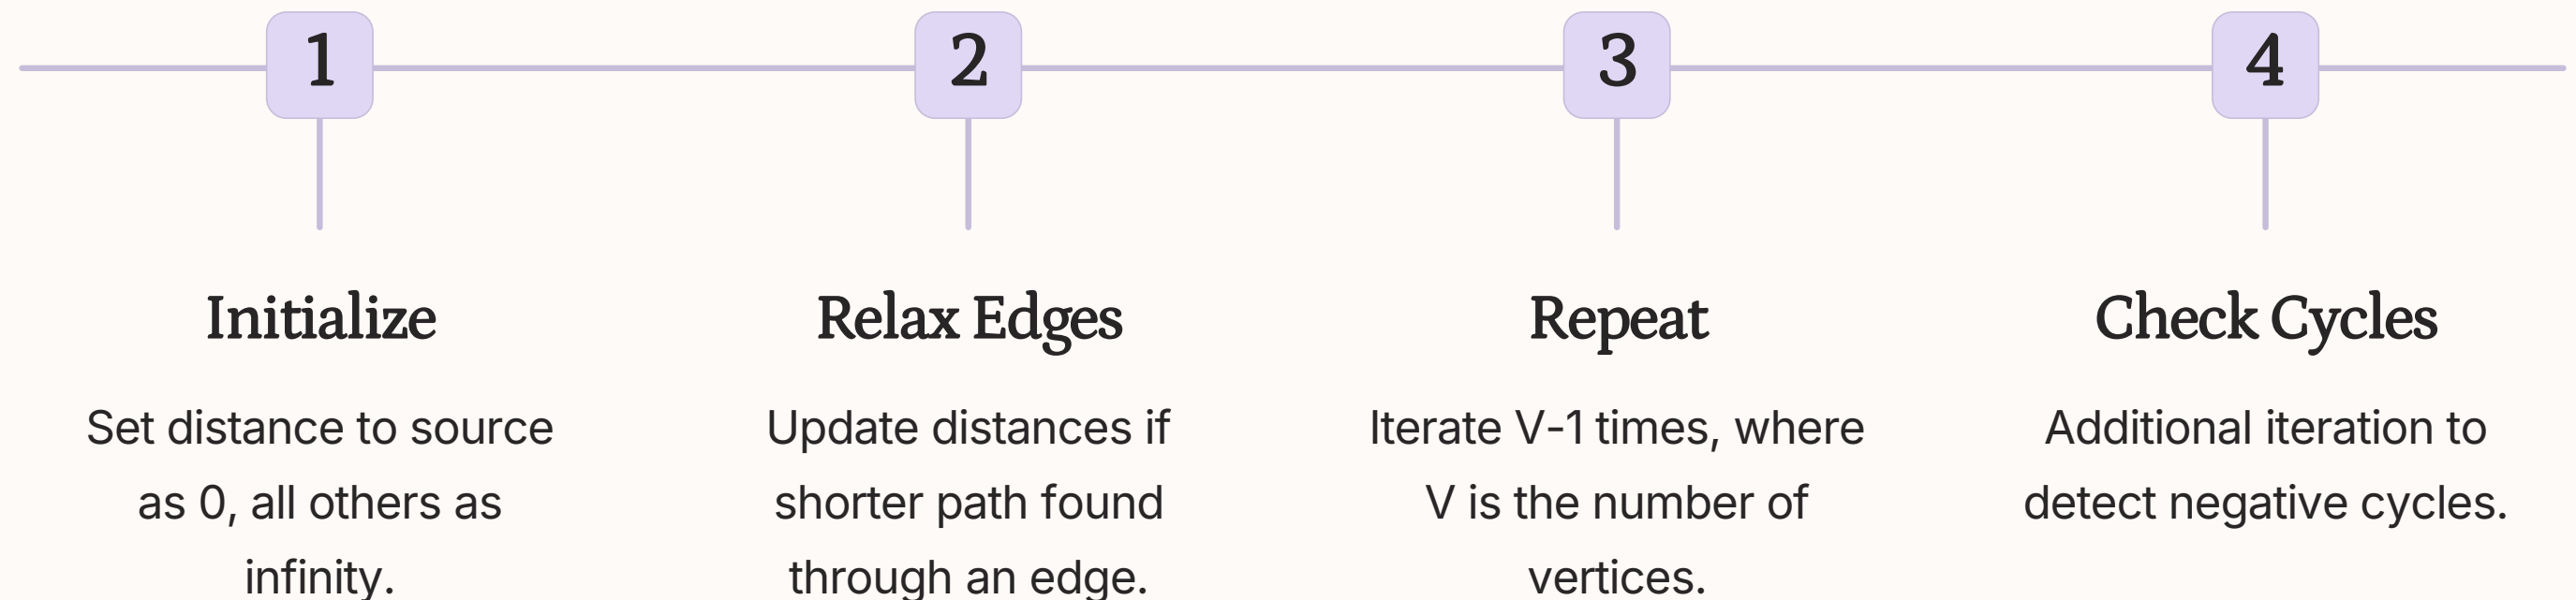 1
Initialize
Set distance to source
as 0, all others as
infinity.
2
Relax Edges
Update distances if
shorter path found
through an edge.
3
Repeat
Iterate V-1 times, where
V is the number of
vertices.
4
Check Cycles
Additional iteration to
detect negative cycles.